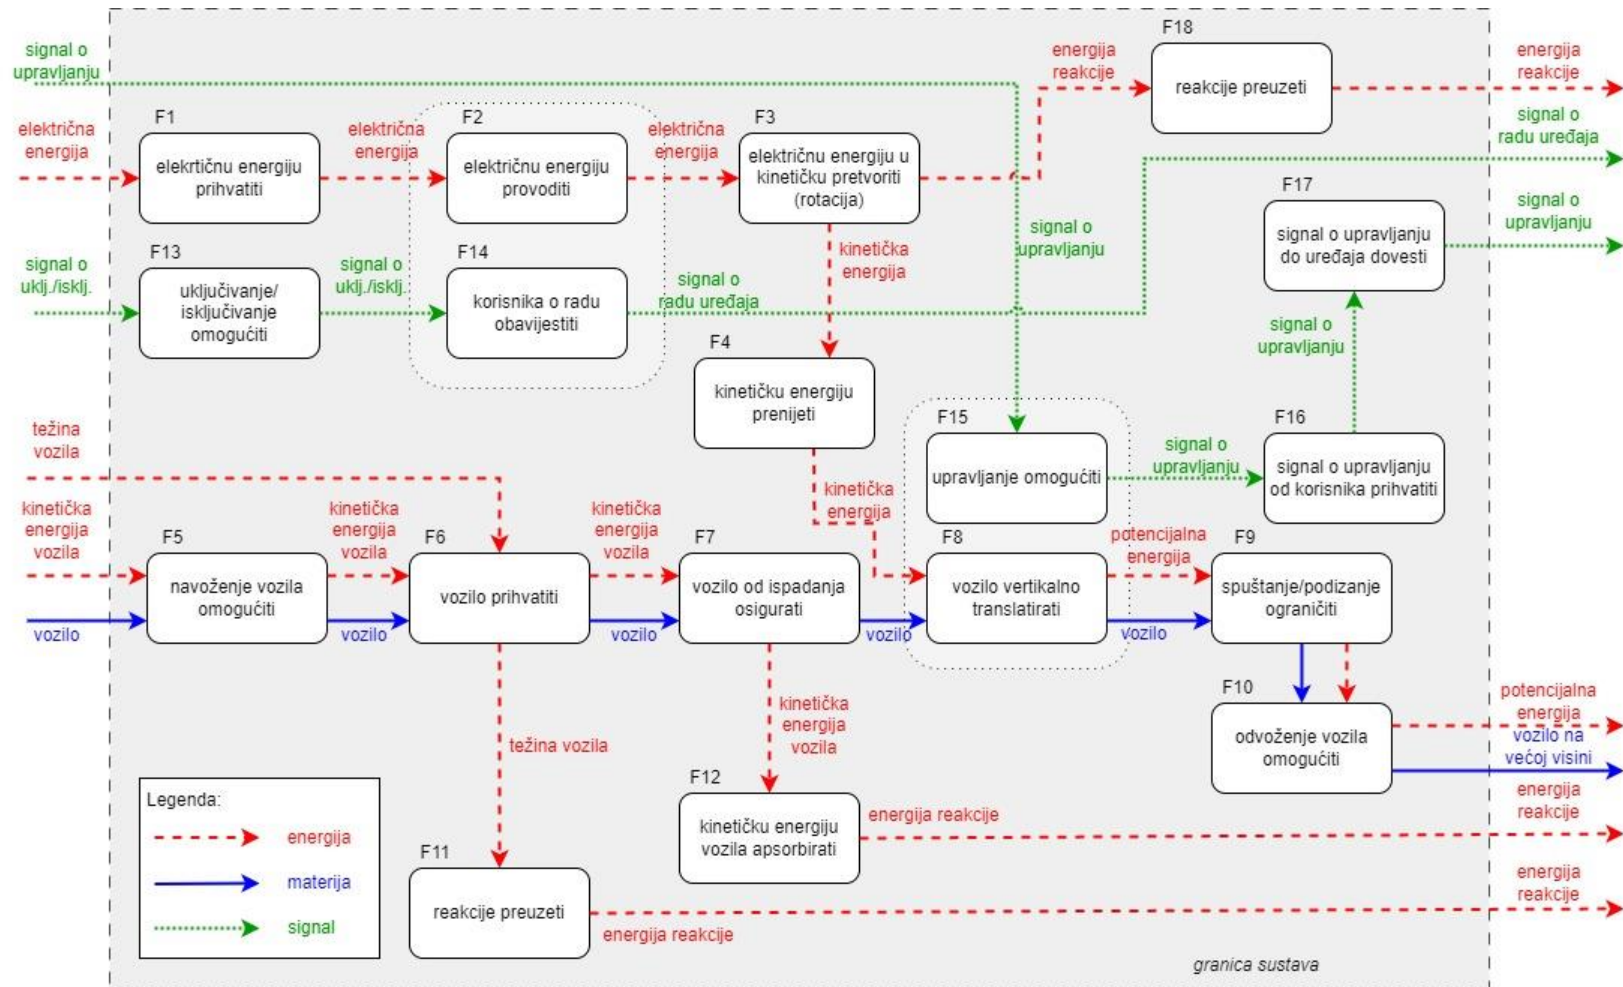 signal o
upravljanju
energija
reakcije
F18
reakcije preuzeti
energija
reakcije
električna
energija
F1
elekrtičnu energiju
prihvatiti
električna
energija
F2
električnu energiju
provoditi
električna
energija
F3
električnu energiju u
kinetičku pretvoriti
(rotacija)
signal o
radu uređaja
F17
signal o upravljanju
do uređaja dovesti
signal o
upravljanju
signal o
upravljanju
kinetička
energija
signal o
uklj./isklj.
F13
uključivanje/
isključivanje
omogućiti
signal o
uklj./isklj.
F14
korisnika o radu
obavijestiti
signal o
radu uređaja
signal o
upravljanju
F4
kinetičku energiju
prenijeti
F15
upravljanje omogućiti
signal o
upravljanju
F16
signal o upravljanju
od korisnika prihvatiti
težina
vozila
kinetička
energija
kinetička
energija
vozila
F5
navoženje vozila
omogućiti
kinetička
energija
vozila
F6
vozilo prihvatiti
kinetička
energija
vozila
F7
vozilo od ispadanja
osigurati
F8
vozilo vertikalno
translatirati
potencijalna
energija
F9
spuštanje/podizanje
ograničiti
vozilo
vozilo
vozilo
vozilo
vozilo
F10
odvoženje vozila
omogućiti
potencijalna
energija
vozilo na
većoj visini
težina vozila
kinetička
energija
vozila
F12
kinetičku energiju
vozila apsorbirati
energija reakcije
energija
reakcije
F11
reakcije preuzeti
energija reakcije
energija
reakcije
Legenda:
energija
materija
signal
granica sustava